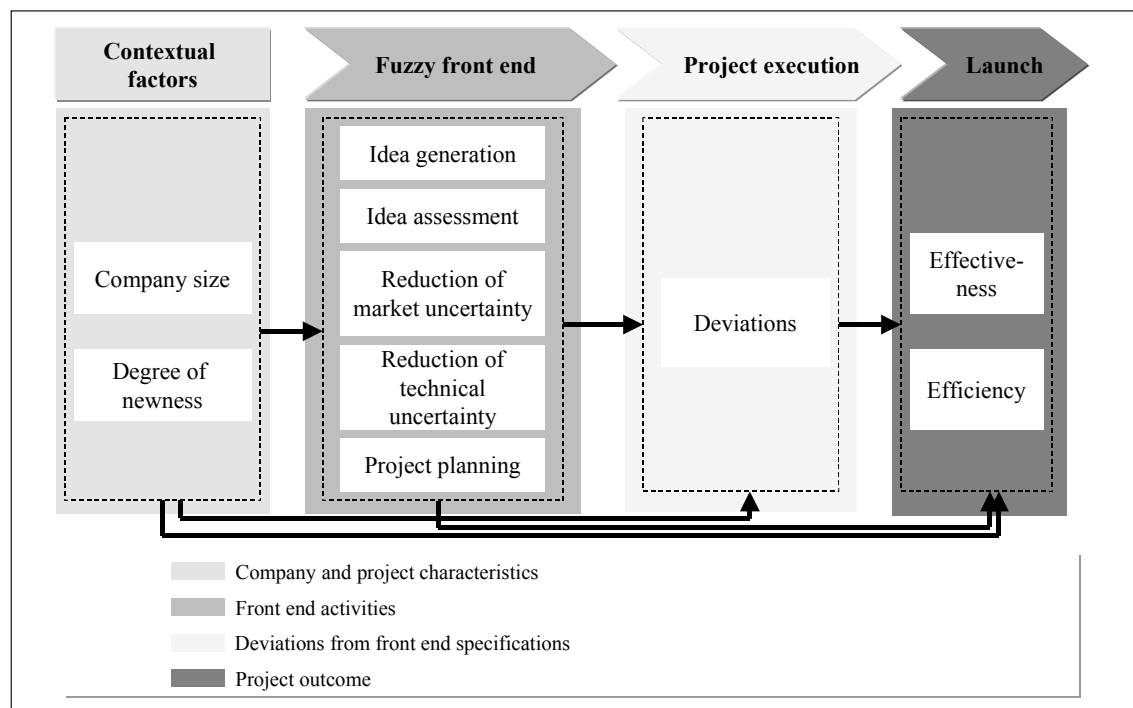 Contextual
factors
Fuzzy front end
Project execution
Launch
Company size
Degree of
newness
Idea generation
Idea assessment
Reduction of
market uncertainty
Reduction of
technical
uncertainty
Project planning
Deviations
Effective-
ness
Efficiency
Company and project characteristics
Front end activities
Deviations from front end specifications
Project outcome